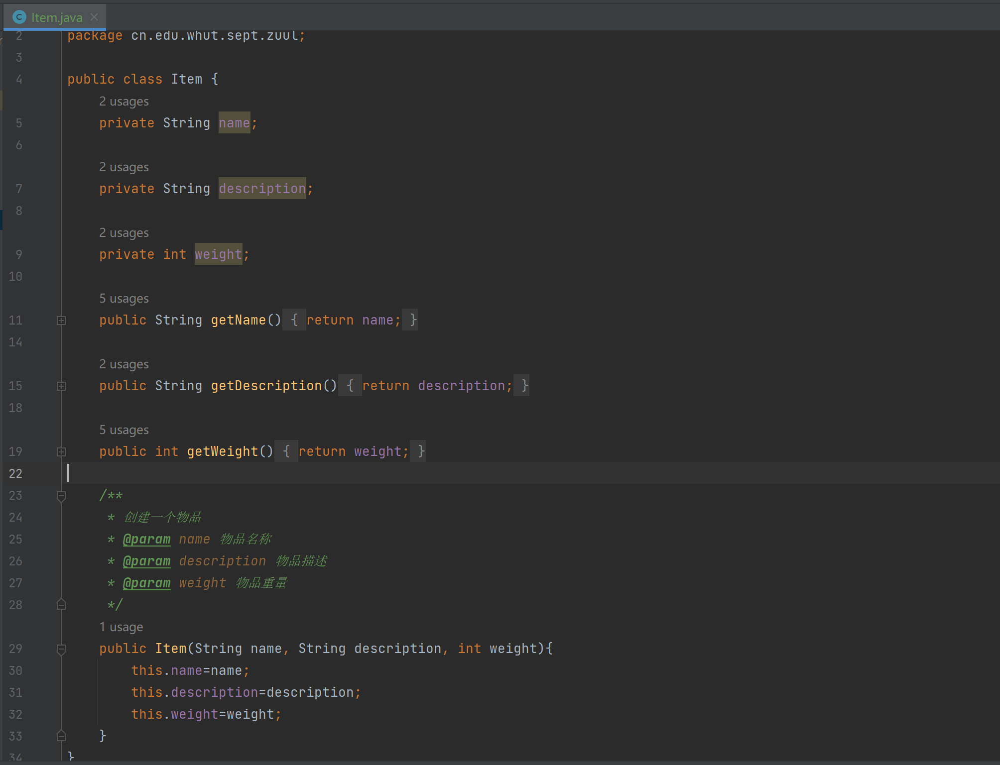 Item.java
2 package cn.edu.whut.sept.zuul;
3
4 public class Item {
2 usages
5 private String name;
6
2 usages
7 private String description;
8
2 usages
9 private int weight;
10
5 usages
11 public String getName() { return name; }
14
2 usages
15 public String getDescription() { return description; }
18
5 usages
19 public int getWeight() { return weight; }
22
23 /**
24 * 创建一个物品
25 * @param name 物品名称
26 * @param description 物品描述
27 * @param weight 物品重量
28 */
1 usage
29 public Item(String name, String description, int weight){
30 this.name=name;
31 this.description=description;
32 this.weight=weight;
33 }
34 }